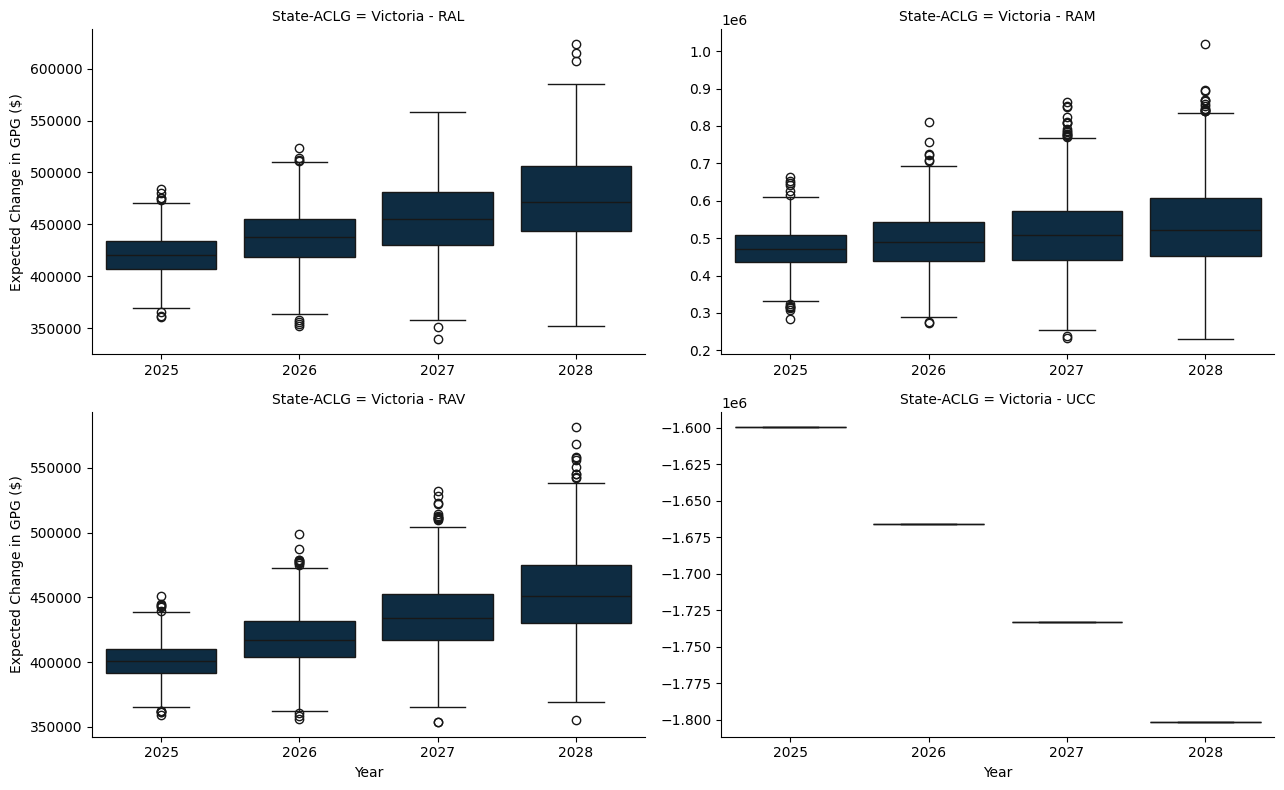 State-ACLG = Victoria - RAL
Expected Change in GPG ($)
600000
550000
500000
450000
400000
350000
2025 2026 2027 2028
State-ACLG = Victoria - RAM
1e6
1.0
0.9
0.8
0.7
0.6
0.5
0.4
0.3
0.2
2025 2026 2027 2028
State-ACLG = Victoria - RAV
Expected Change in GPG ($)
550000
500000
450000
400000
350000
2025 2026 2027 2028
Year
State-ACLG = Victoria - UCC
1e6
−1.600
−1.625
−1.650
−1.675
−1.700
−1.725
−1.750
−1.775
−1.800
2025 2026 2027 2028
Year